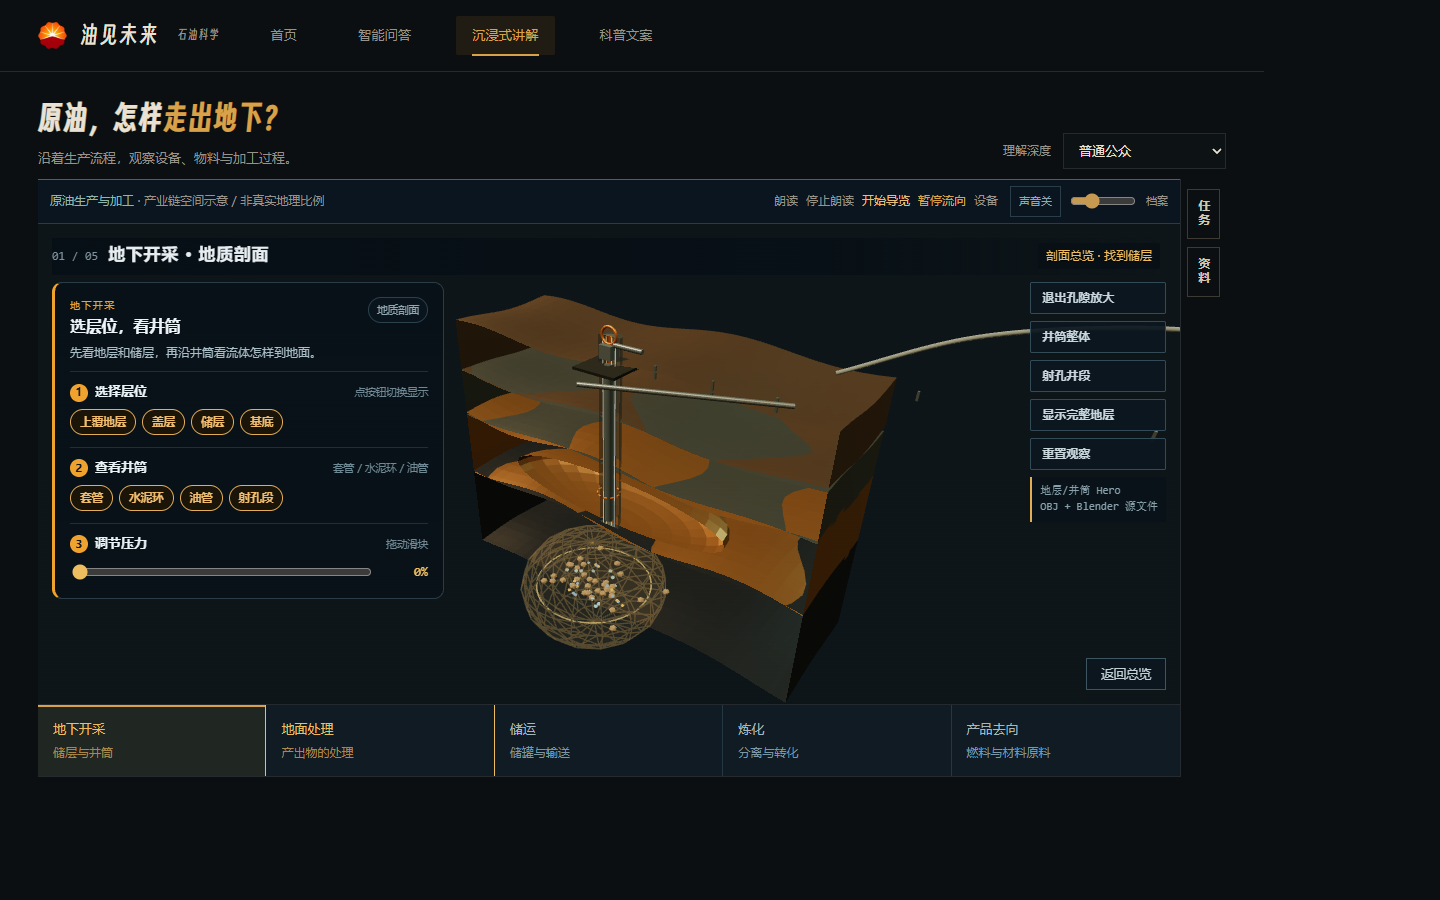 油见未来 石油科学 首页 智能问答 沉浸式讲解 科普文案
原油，怎样走出地下？
沿着生产流程，观察设备、物料与加工过程。
理解深度 普通公众
原油生产与加工 · 产业链空间示意 / 非真实地理比例
朗读 停止朗读 开始导览 暂停流向 设备 声音关 档案
任务
资料
01 / 05 地下开采 • 地质剖面
剖面总览 · 找到储层
地下开采
地质剖面
选层位，看井筒
先看地层和储层，再沿井筒看流体怎样到地面。
1 选择层位 点按钮切换显示
上覆地层 盖层 储层 基底
2 查看井筒 套管 / 水泥环 / 油管
套管 水泥环 油管 射孔段
3 调节压力 拖动滑块
0%
退出孔隙放大
井筒整体
射孔井段
显示完整地层
重置观察
地层/井筒 Hero
OBJ + Blender 源文件
返回总览
地下开采
储层与井筒
地面处理
产出物的处理
储运
储罐与输送
炼化
分离与转化
产品去向
燃料与材料原料